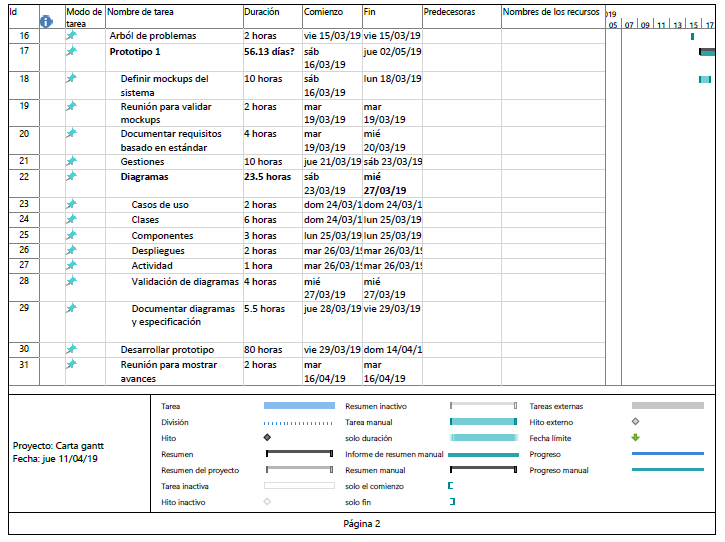 Id Modo de tarea Nombre de tarea Duración Comienzo Fin Predecesoras Nombres de los recursos 019
05 07 09 11 13 15 17
16 Arból de problemas 2 horas vie 15/03/19 vie 15/03/19
17 Prototipo 1 56.13 días? sáb 16/03/19 jue 02/05/19
18 Definir mockups del sistema 10 horas sáb 16/03/19 lun 18/03/19
19 Reunión para validar mockups 2 horas mar 19/03/19 mar 19/03/19
20 Documentar requisitos basado en estándar 4 horas mar 19/03/19 mié 20/03/19
21 Gestiones 10 horas jue 21/03/19 sáb 23/03/19
22 Diagramas 23.5 horas sáb 23/03/19 mié 27/03/19
23 Casos de uso 2 horas dom 24/03/1 dom 24/03/1
24 Clases 6 horas dom 24/03/1 lun 25/03/19
25 Componentes 3 horas lun 25/03/19 lun 25/03/19
26 Despliegues 2 horas mar 26/03/1 mar 26/03/1
27 Actividad 1 hora mar 26/03/1 mar 26/03/1
28 Validación de diagramas 4 horas mié 27/03/19 mié 27/03/19
29 Documentar diagramas y especificación 5.5 horas jue 28/03/19 vie 29/03/19
30 Desarrollar prototipo 80 horas vie 29/03/19 dom 14/04/1
31 Reunión para mostrar avances 2 horas mar 16/04/19 mar 16/04/19
Proyecto: Carta gantt
Fecha: jue 11/04/19
Tarea
División
Hito
Resumen
Resumen del proyecto
Tarea inactiva
Hito inactivo
Resumen inactivo
Tarea manual
solo duración
Informe de resumen manual
Resumen manual
solo el comienzo
solo fin
Tareas externas
Hito externo
Fecha límite
Progreso
Progreso manual
Página 2